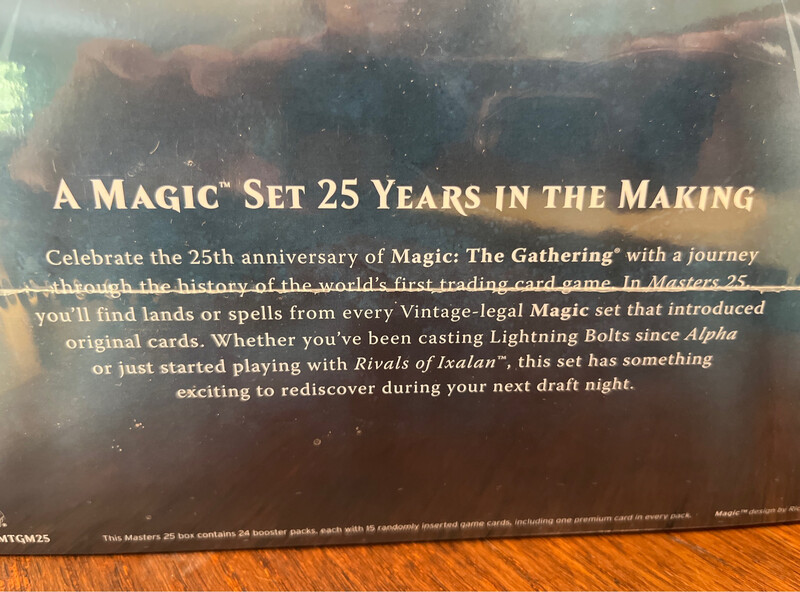 A MAGIC™ SET 25 YEARS IN THE MAKING
Celebrate the 25th anniversary of Magic: The Gathering® with a journey
through the history of the world's first trading card game. In Masters 25,
you'll find lands or spells from every Vintage-legal Magic set that introduced
original cards. Whether you've been casting Lightning Bolts since Alpha
or just started playing with Rivals of Ixalan™, this set has something
exciting to rediscover during your next draft night.
MTGM25
This Masters 25 box contains 24 booster packs, each with 15 randomly inserted game cards, including one premium card in every pack.
Magic™ design by Ric